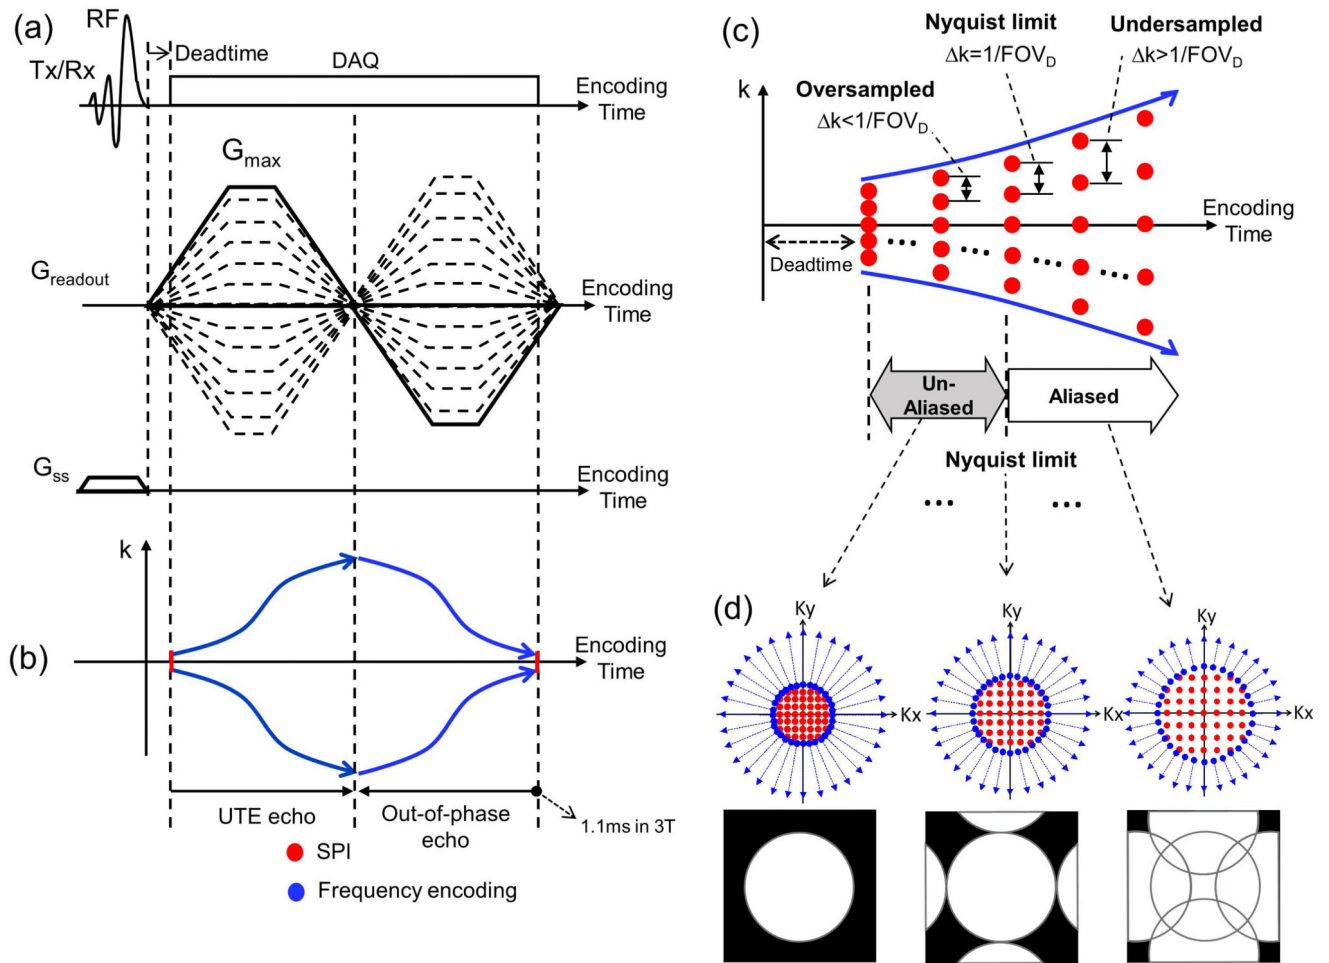 (a)
RF
Deadtime
Tx/Rx
DAQ
Encoding
Time
Gmax
Greadout
Encoding
Time
Gss
Encoding
Time
(b)
k
Encoding
Time
UTE echo
Out-of-phase
echo
1.1ms in 3T
SPI
Frequency encoding
(c)
Nyquist limit
Δk=1/FOVD
Undersampled
Δk>1/FOVD
Oversampled
Δk<1/FOVD
k
Encoding
Time
Deadtime
Un-
Aliased
Aliased
Nyquist limit
(d)
Ky
Kx
Ky
Kx
Ky
Kx